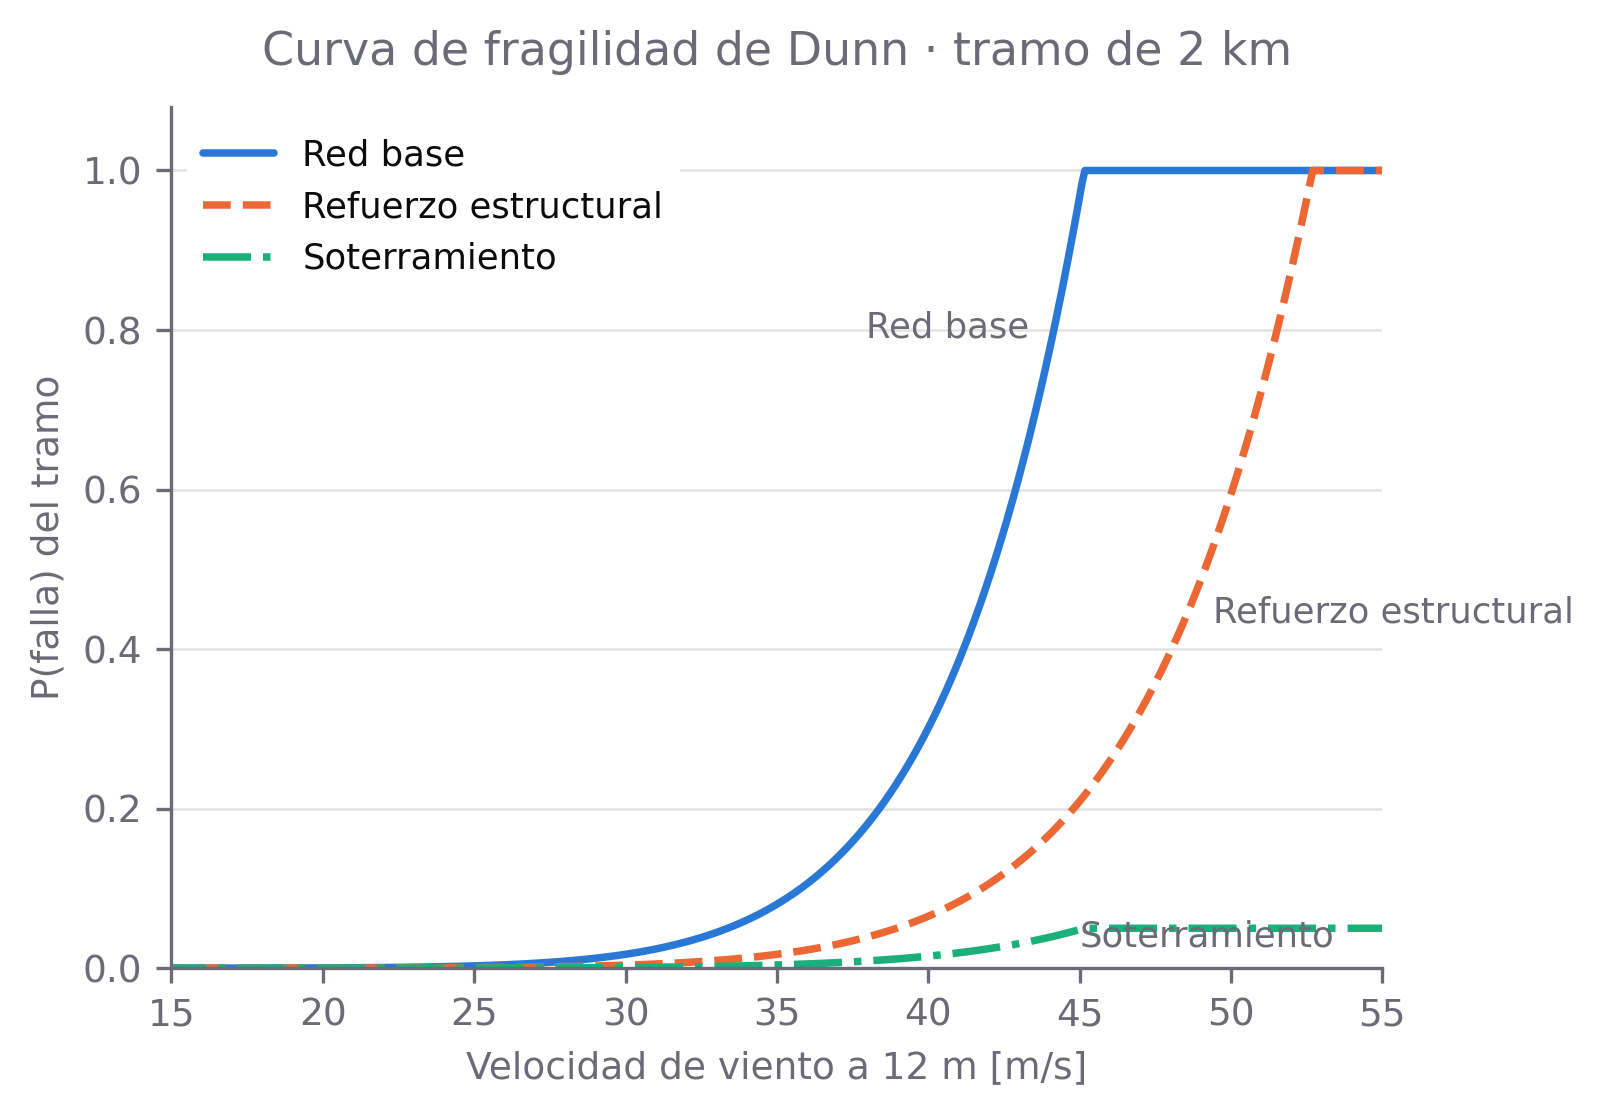 Curva de fragilidad de Dunn · tramo de 2 km
Red base
Refuerzo estructural
Soterramiento
1.0
0.8
0.6
0.4
0.2
0.0
P(falla) del tramo
Red base
Refuerzo estructural
Soterramiento
15 20 25 30 35 40 45 50 55
Velocidad de viento a 12 m [m/s]